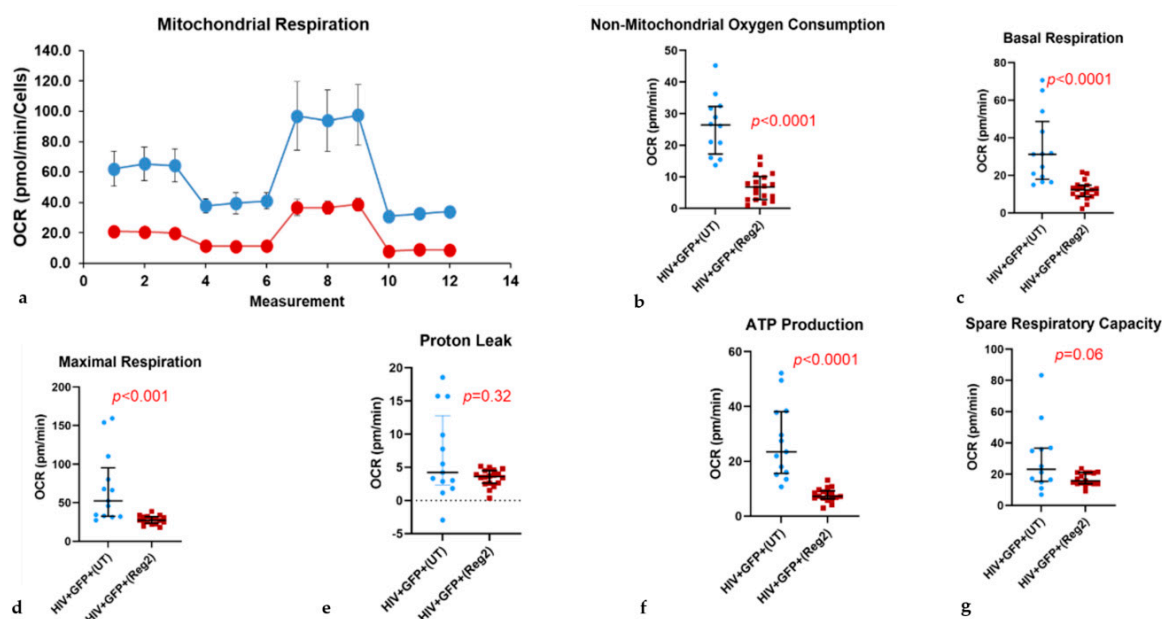 Mitochondrial Respiration
OCR (pmol/min/Cells)
140.0
120.0
100.0
80.0
60.0
40.0
20.0
0.0
0 2 4 6 8 10 12 14
Measurement
a
Non-Mitochondrial Oxygen Consumption
OCR (pm/min)
50
40
30
20
10
0
p<0.0001
HIV+GFP+(UT)
HIV+GFP+(Reg2)
b
Basal Respiration
OCR (pm/min)
80
60
40
20
0
p<0.0001
HIV+GFP+(UT)
HIV+GFP+(Reg2)
c
Maximal Respiration
OCR (pm/min)
200
150
100
50
0
p<0.001
HIV+GFP+(UT)
HIV+GFP+(Reg2)
d
Proton Leak
OCR (pm/min)
20
15
10
5
0
-5
p=0.32
HIV+GFP+(UT)
HIV+GFP+(Reg2)
e
ATP Production
OCR (pm/min)
60
40
20
0
p<0.0001
HIV+GFP+(UT)
HIV+GFP+(Reg2)
f
Spare Respiratory Capacity
OCR (pm/min)
100
80
60
40
20
0
p=0.06
HIV+GFP+(UT)
HIV+GFP+(Reg2)
g